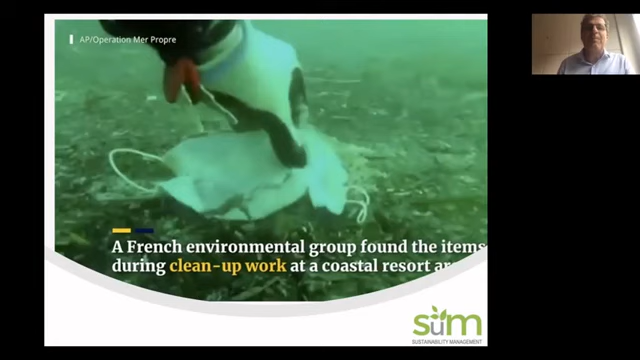 AP/Operation Mer Propre
A French environmental group found the items
during clean-up work at a coastal resort
sum
SUSTAINABILITY MANAGEMENT